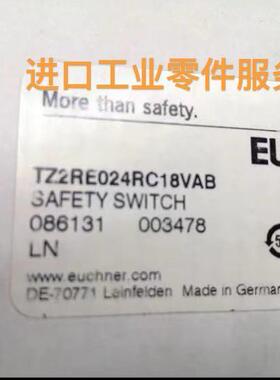 进口工业零件服务
More than safety.
EU
TZ2RE024RC18VAB
SAFETY SWITCH
086131 003478
LN
www.euchner.com
DE-70771 Leinfelden Made in German
5